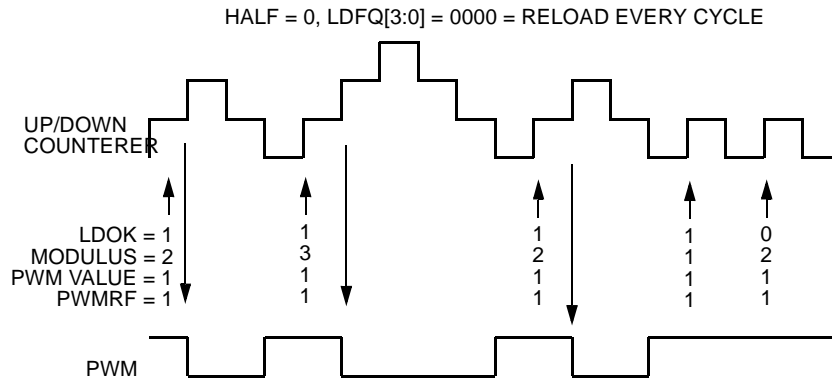 HALF = 0, LDFQ[3:0] = 0000 = RELOAD EVERY CYCLE
UP/DOWN
COUNTERER
LDOK = 1 1 1 1 0
MODULUS = 2 3 2 1 2
PWM VALUE = 1 1 1 1 1
PWMRF = 1 1 1 1 1
PWM